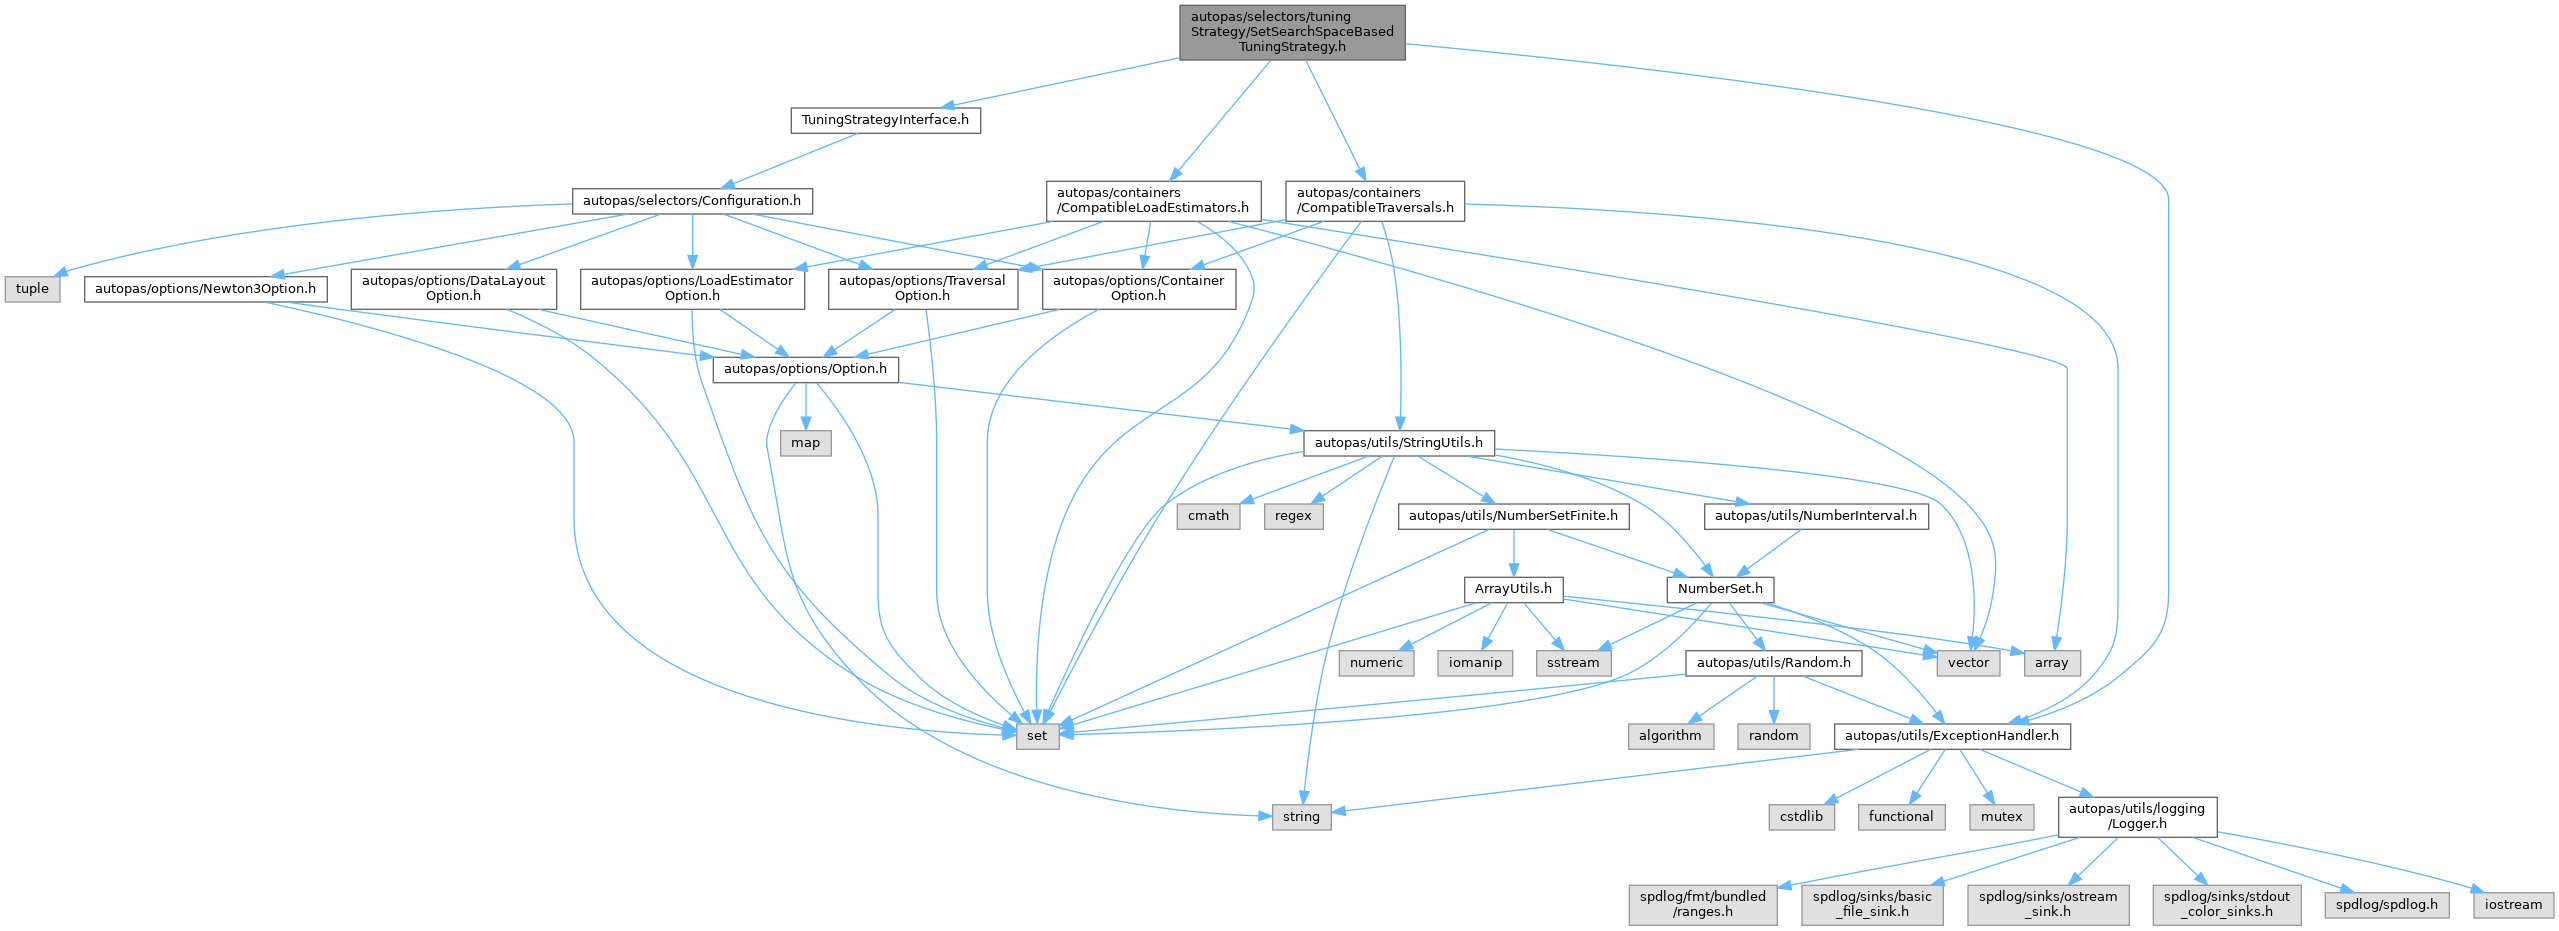 autopas/selectors/tuning
Strategy/SetSearchSpaceBased
TuningStrategy.h
TuningStrategyInterface.h
autopas/selectors/Configuration.h
autopas/containers
/CompatibleLoadEstimators.h
autopas/containers
/CompatibleTraversals.h
tuple
autopas/options/Newton3Option.h
autopas/options/DataLayout
Option.h
autopas/options/LoadEstimator
Option.h
autopas/options/Traversal
Option.h
autopas/options/Container
Option.h
autopas/options/Option.h
map
autopas/utils/StringUtils.h
cmath
regex
autopas/utils/NumberSetFinite.h
autopas/utils/NumberInterval.h
ArrayUtils.h
NumberSet.h
numeric
iomanip
sstream
autopas/utils/Random.h
vector
array
set
algorithm
random
autopas/utils/ExceptionHandler.h
string
cstdlib
functional
mutex
autopas/utils/logging
/Logger.h
spdlog/fmt/bundled
/ranges.h
spdlog/sinks/basic
_file_sink.h
spdlog/sinks/ostream
_sink.h
spdlog/sinks/stdout
_color_sinks.h
spdlog/spdlog.h
iostream